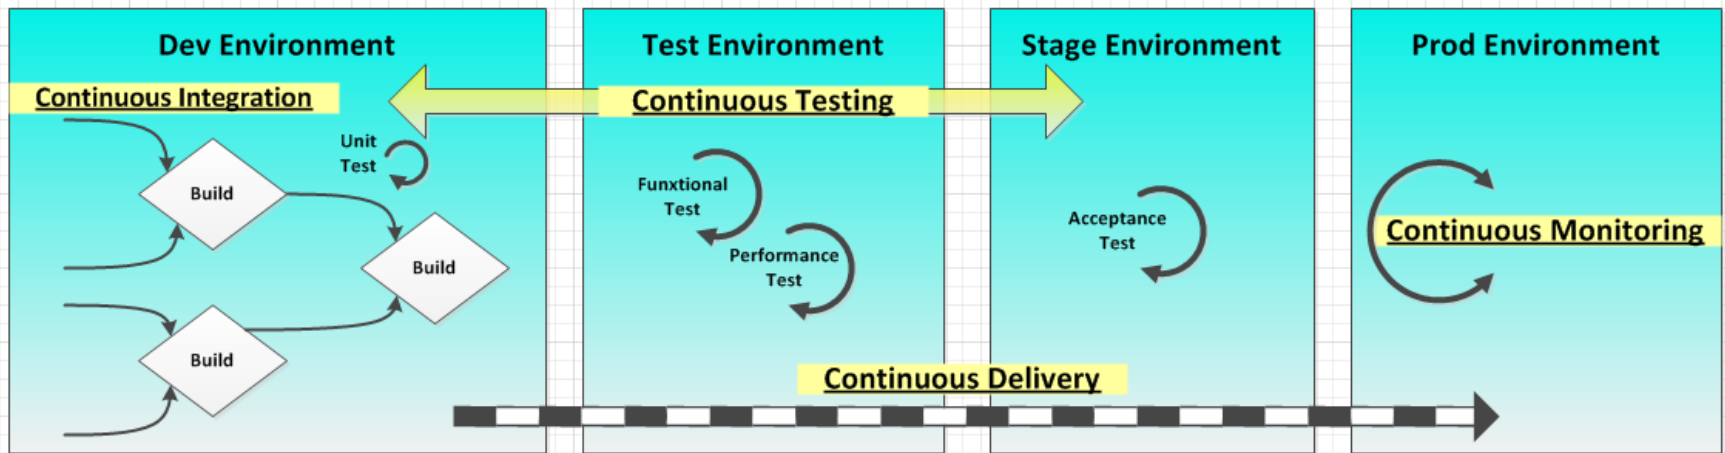 Dev Environment
Test Environment
Stage Environment
Prod Environment
Continuous Integration
Continuous Testing
Unit
Test
Build
Build
Build
Funxtional
Test
Performance
Test
Acceptance
Test
Continuous Monitoring
Continuous Delivery